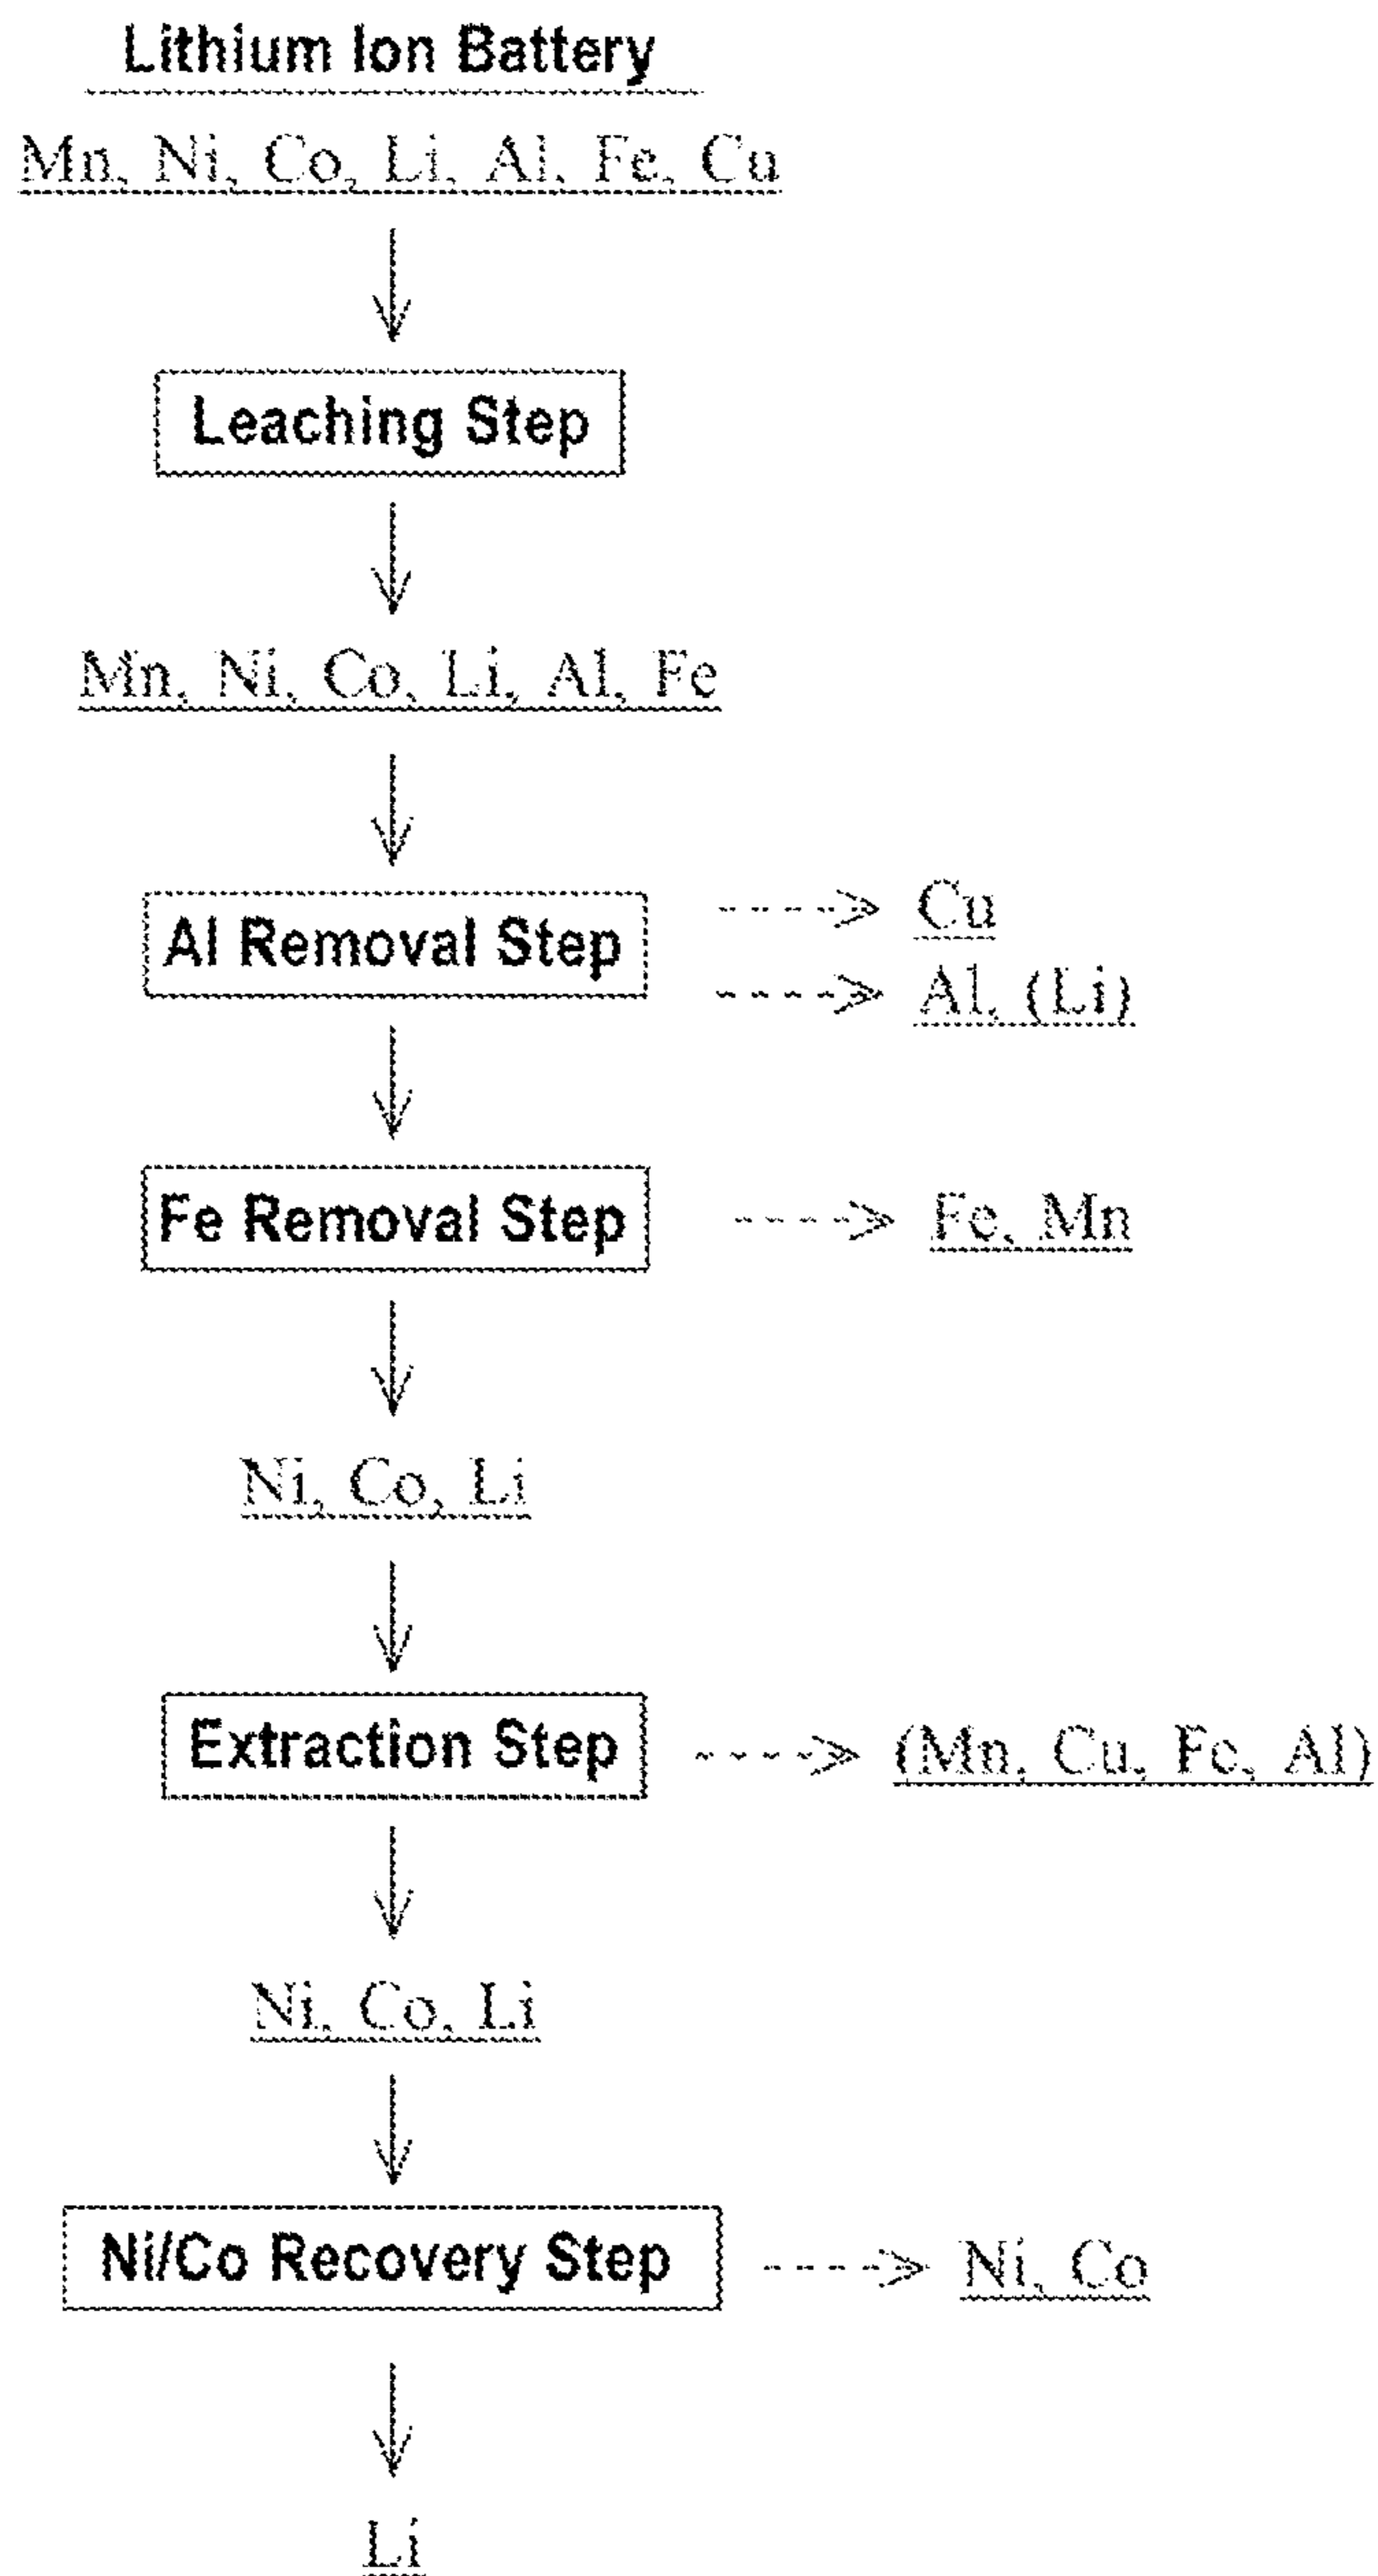 Lithium Ion Battery
Mn, Ni, Co, Li, Al, Fe, Cu
Leaching Step
Mn, Ni, Co, Li, Al, Fe
Al Removal Step
Cu
Al, (Li)
Fe Removal Step
Fe, Mn
Ni, Co, Li
Extraction Step
(Mn, Cu, Fe, Al)
Ni, Co, Li
Ni/Co Recovery Step
Ni, Co
Li